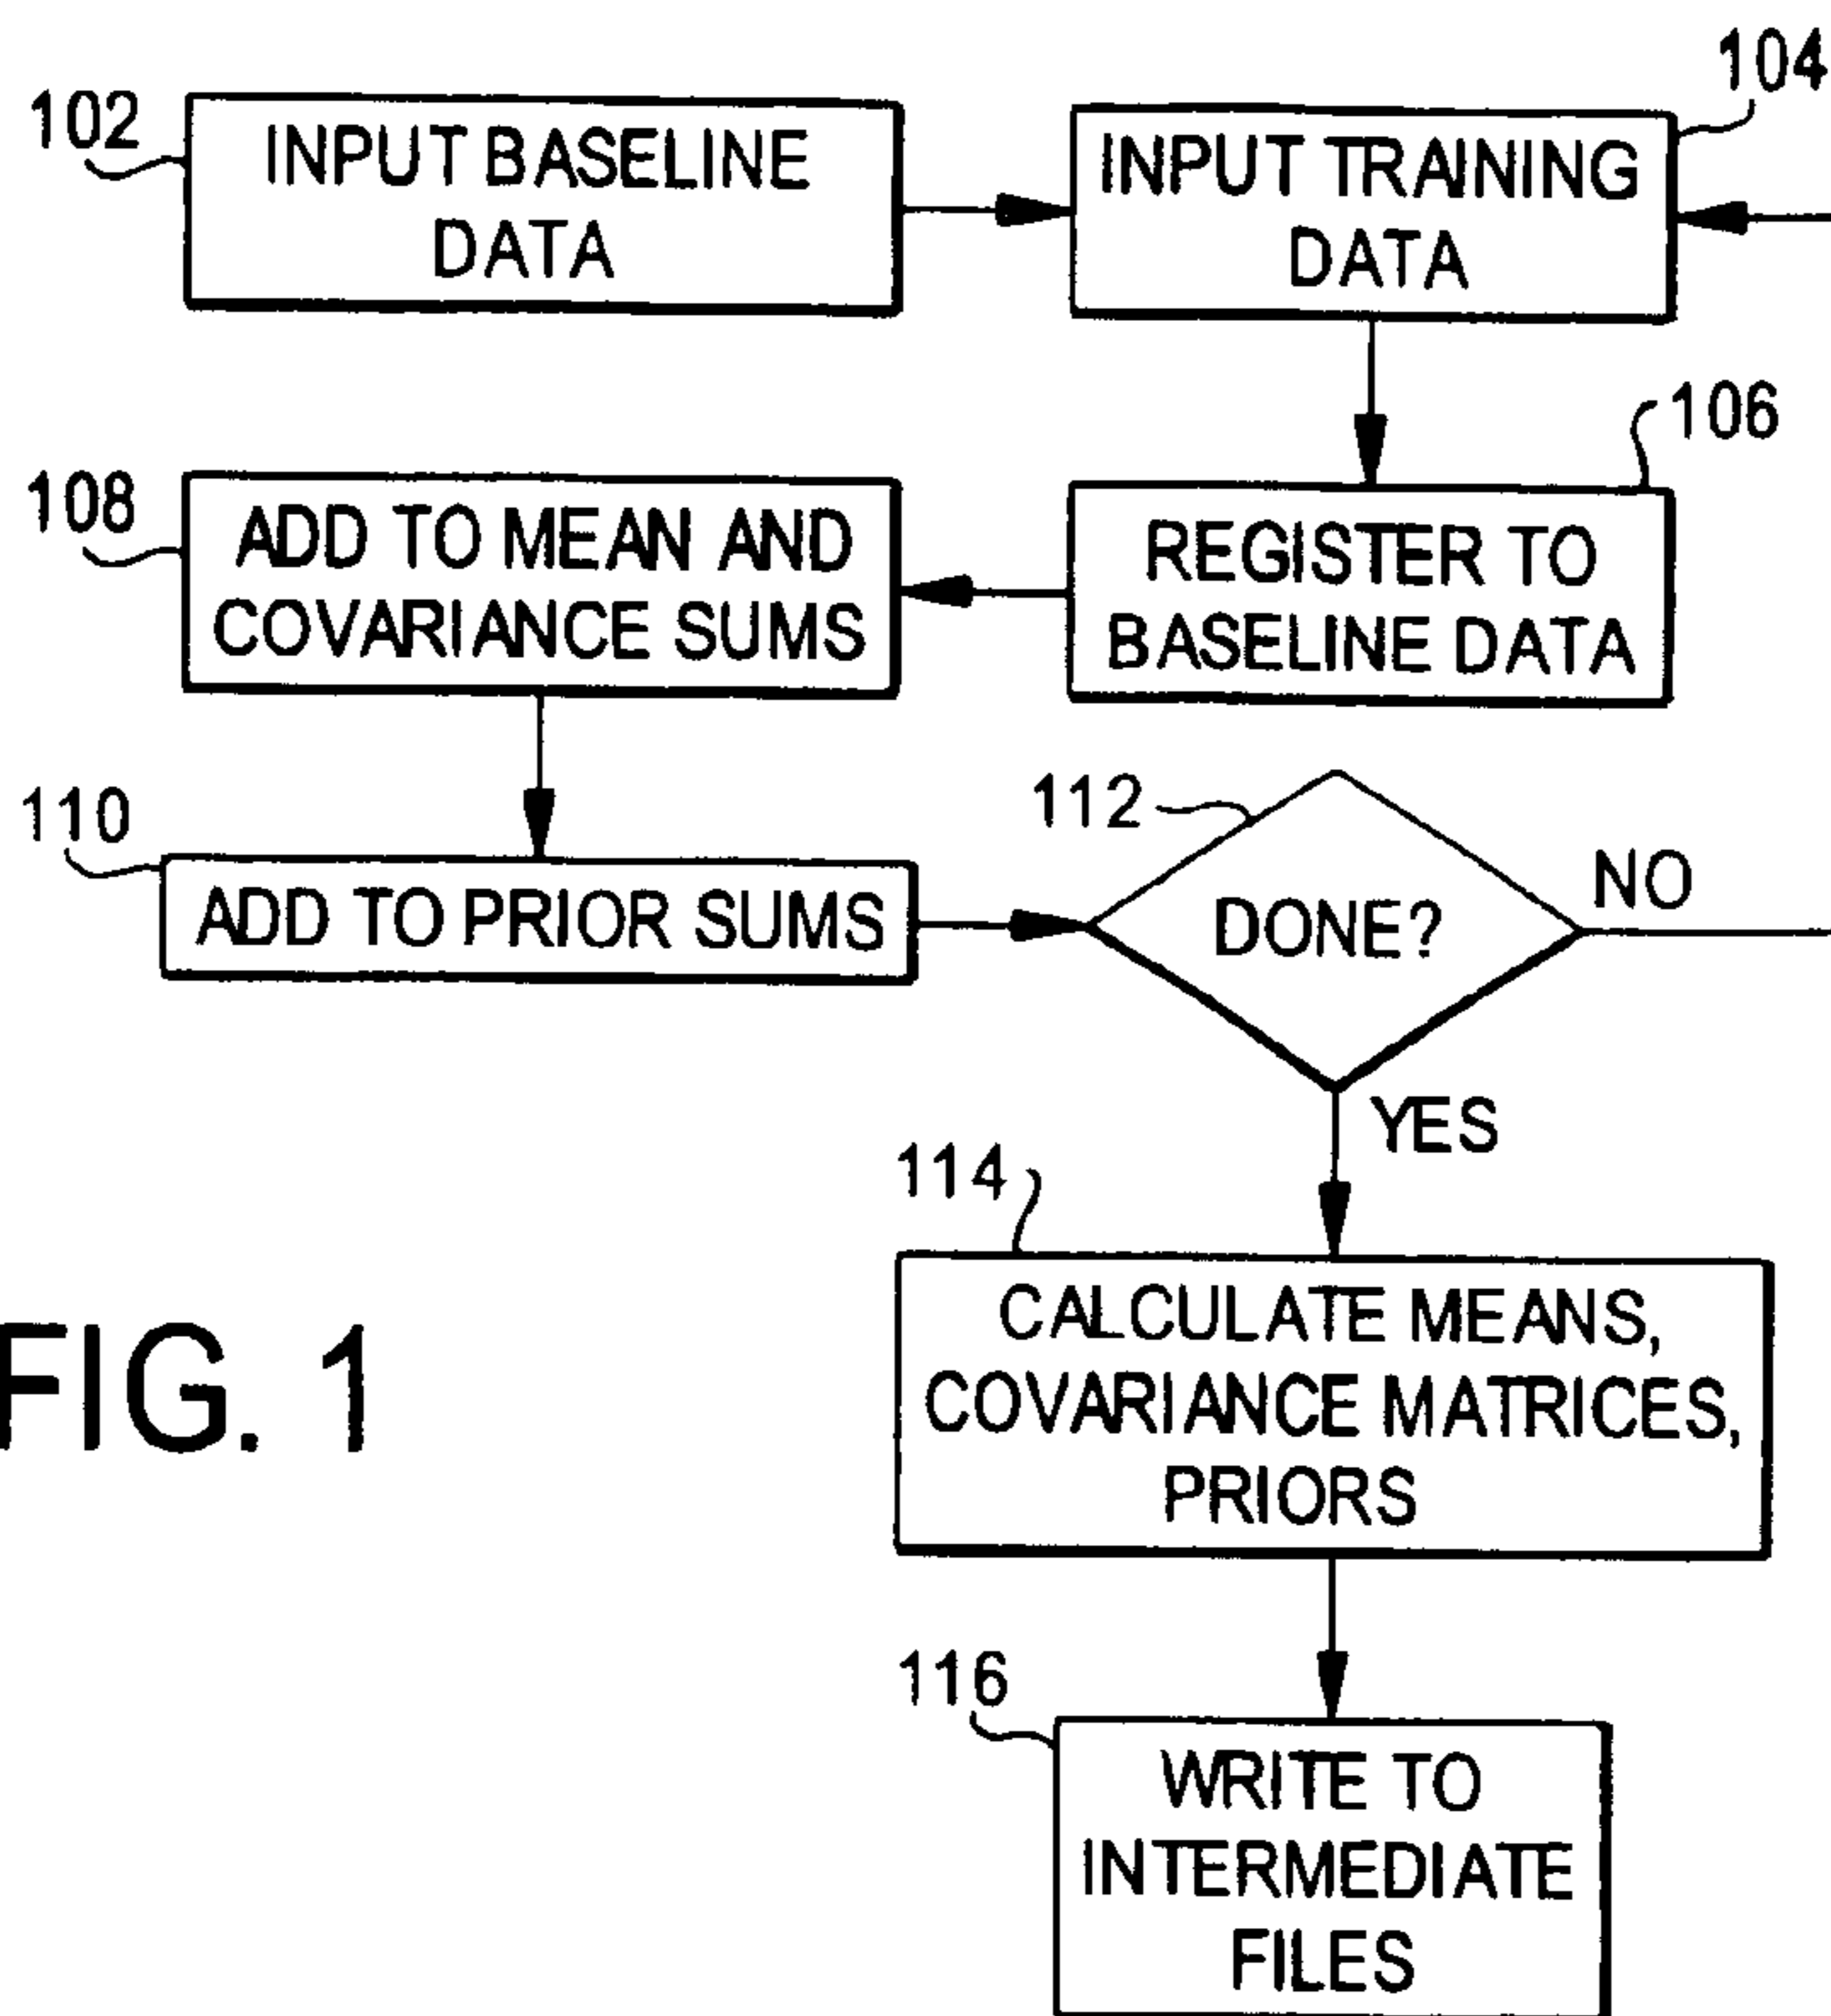 102
INPUT BASELINE
DATA
104
INPUT TRAINING
DATA
106
REGISTER TO
BASELINE DATA
108
ADD TO MEAN AND
COVARIANCE SUMS
110
ADD TO PRIOR SUMS
112
DONE?
NO
YES
114
CALCULATE MEANS,
COVARIANCE MATRICES,
PRIORS
116
WRITE TO
INTERMEDIATE
FILES
FIG. 1